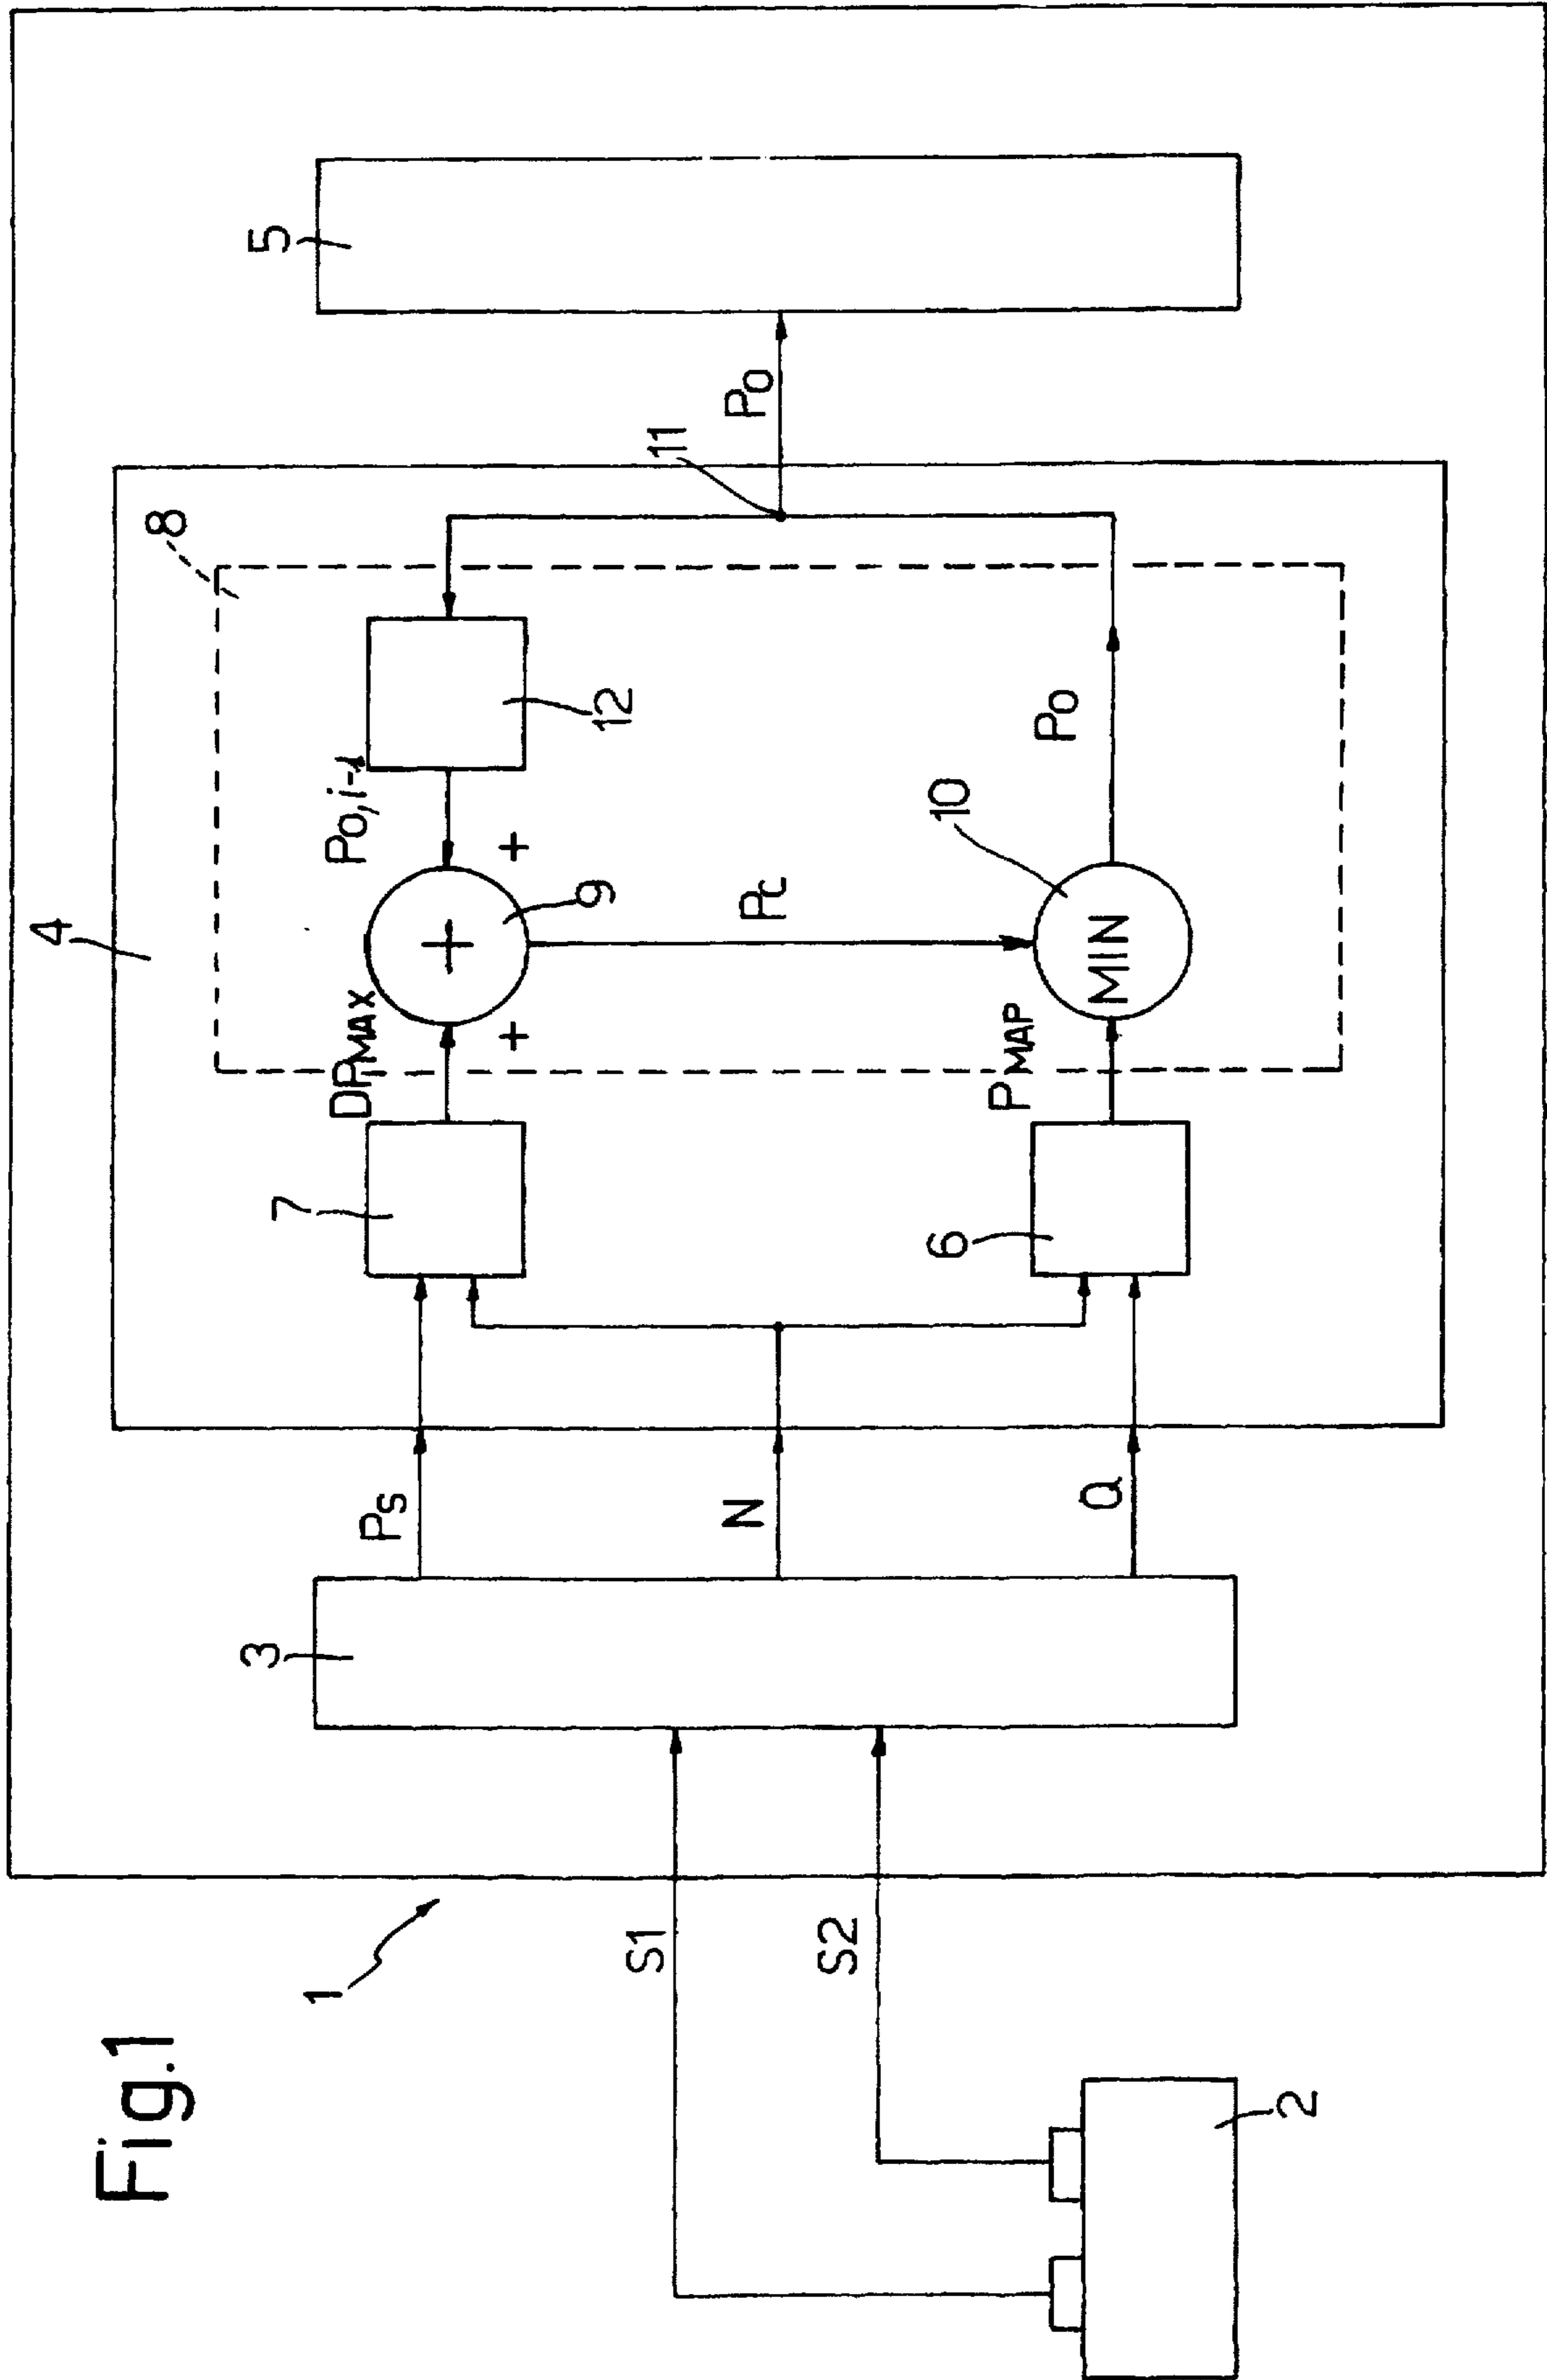 Fig.1
1
2
S1
S2
3
Ps
N
Q
4
7
6
DPMAX
PMAP
8
+
+
+
9
Po,i-1
12
Pc
MIN
10
Po
11
Po
5